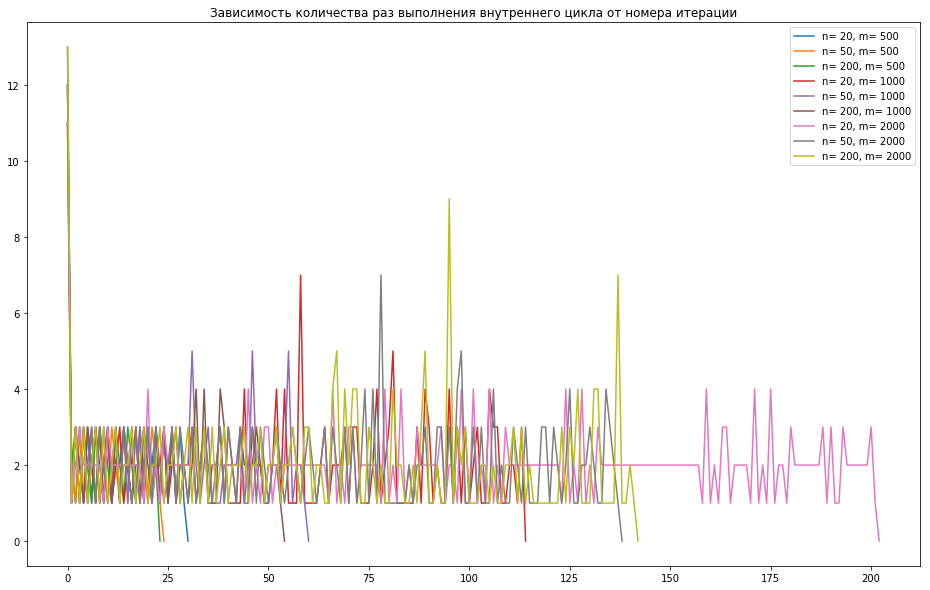 Зависимость количества раз выполнения внутреннего цикла от номера итерации
n= 20, m= 500
n= 50, m= 500
n= 200, m= 500
n= 20, m= 1000
n= 50, m= 1000
n= 200, m= 1000
n= 20, m= 2000
n= 50, m= 2000
n= 200, m= 2000
12
10
8
6
4
2
0
0 25 50 75 100 125 150 175 200